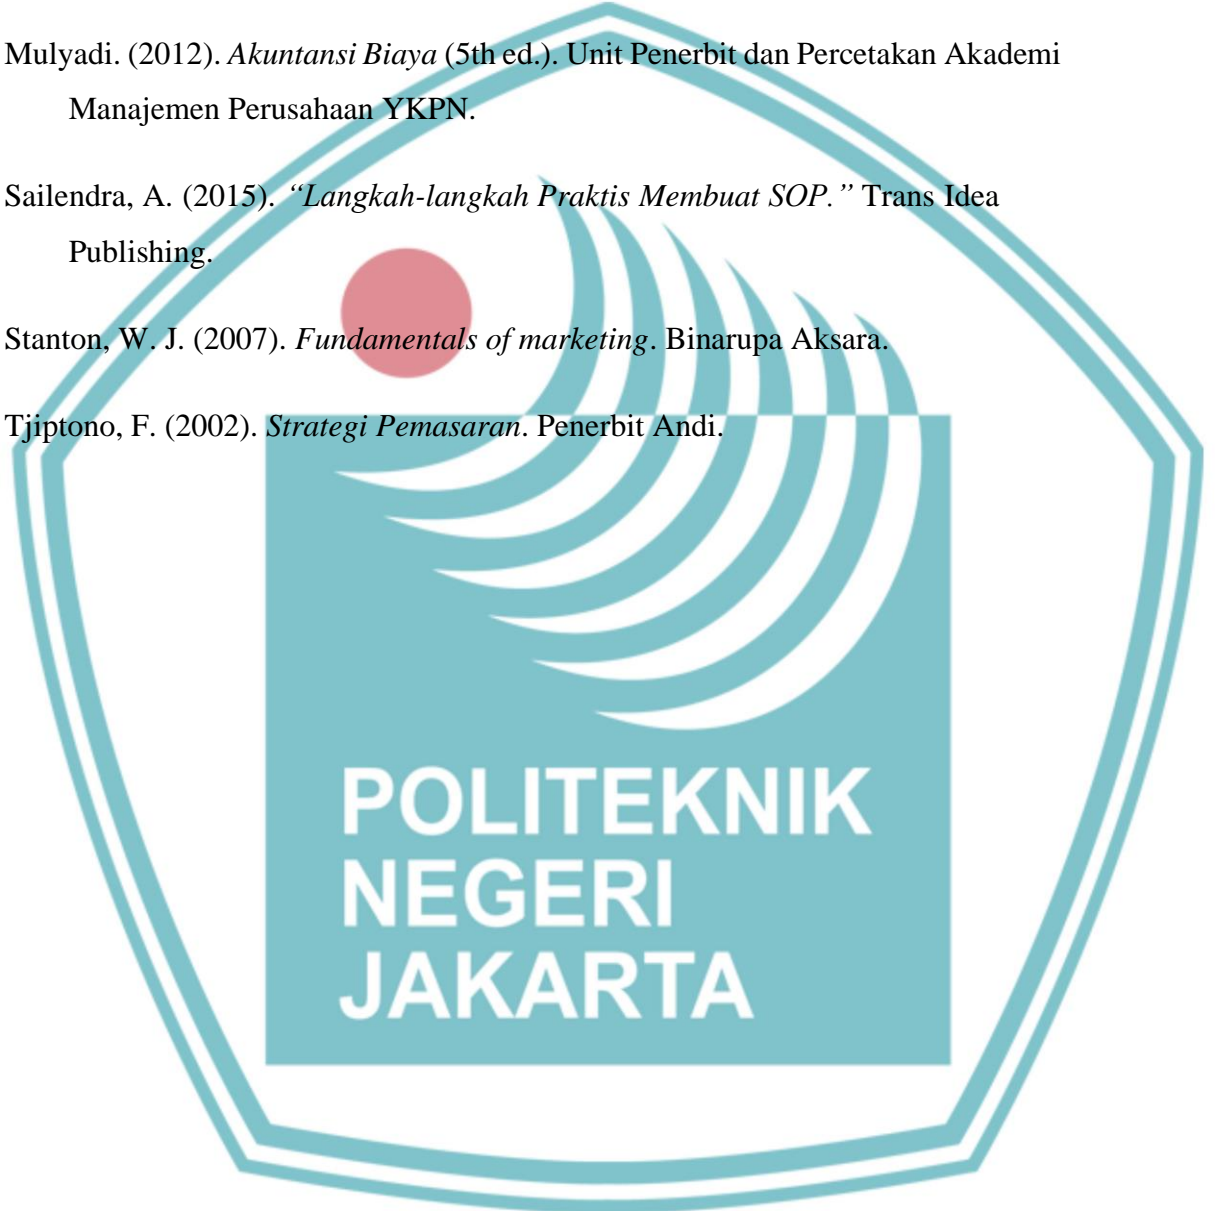 Mulyadi. (2012). Akuntansi Biaya (5th ed.). Unit Penerbit dan Percetakan Akademi
Manajemen Perusahaan YKPN.
Sailendra, A. (2015). “Langkah-langkah Praktis Membuat SOP.” Trans Idea
Publishing.
Stanton, W. J. (2007). Fundamentals of marketing. Binarupa Aksara.
Tjiptono, F. (2002). Strategi Pemasaran. Penerbit Andi.
POLITEKNIK
NEGERI
JAKARTA